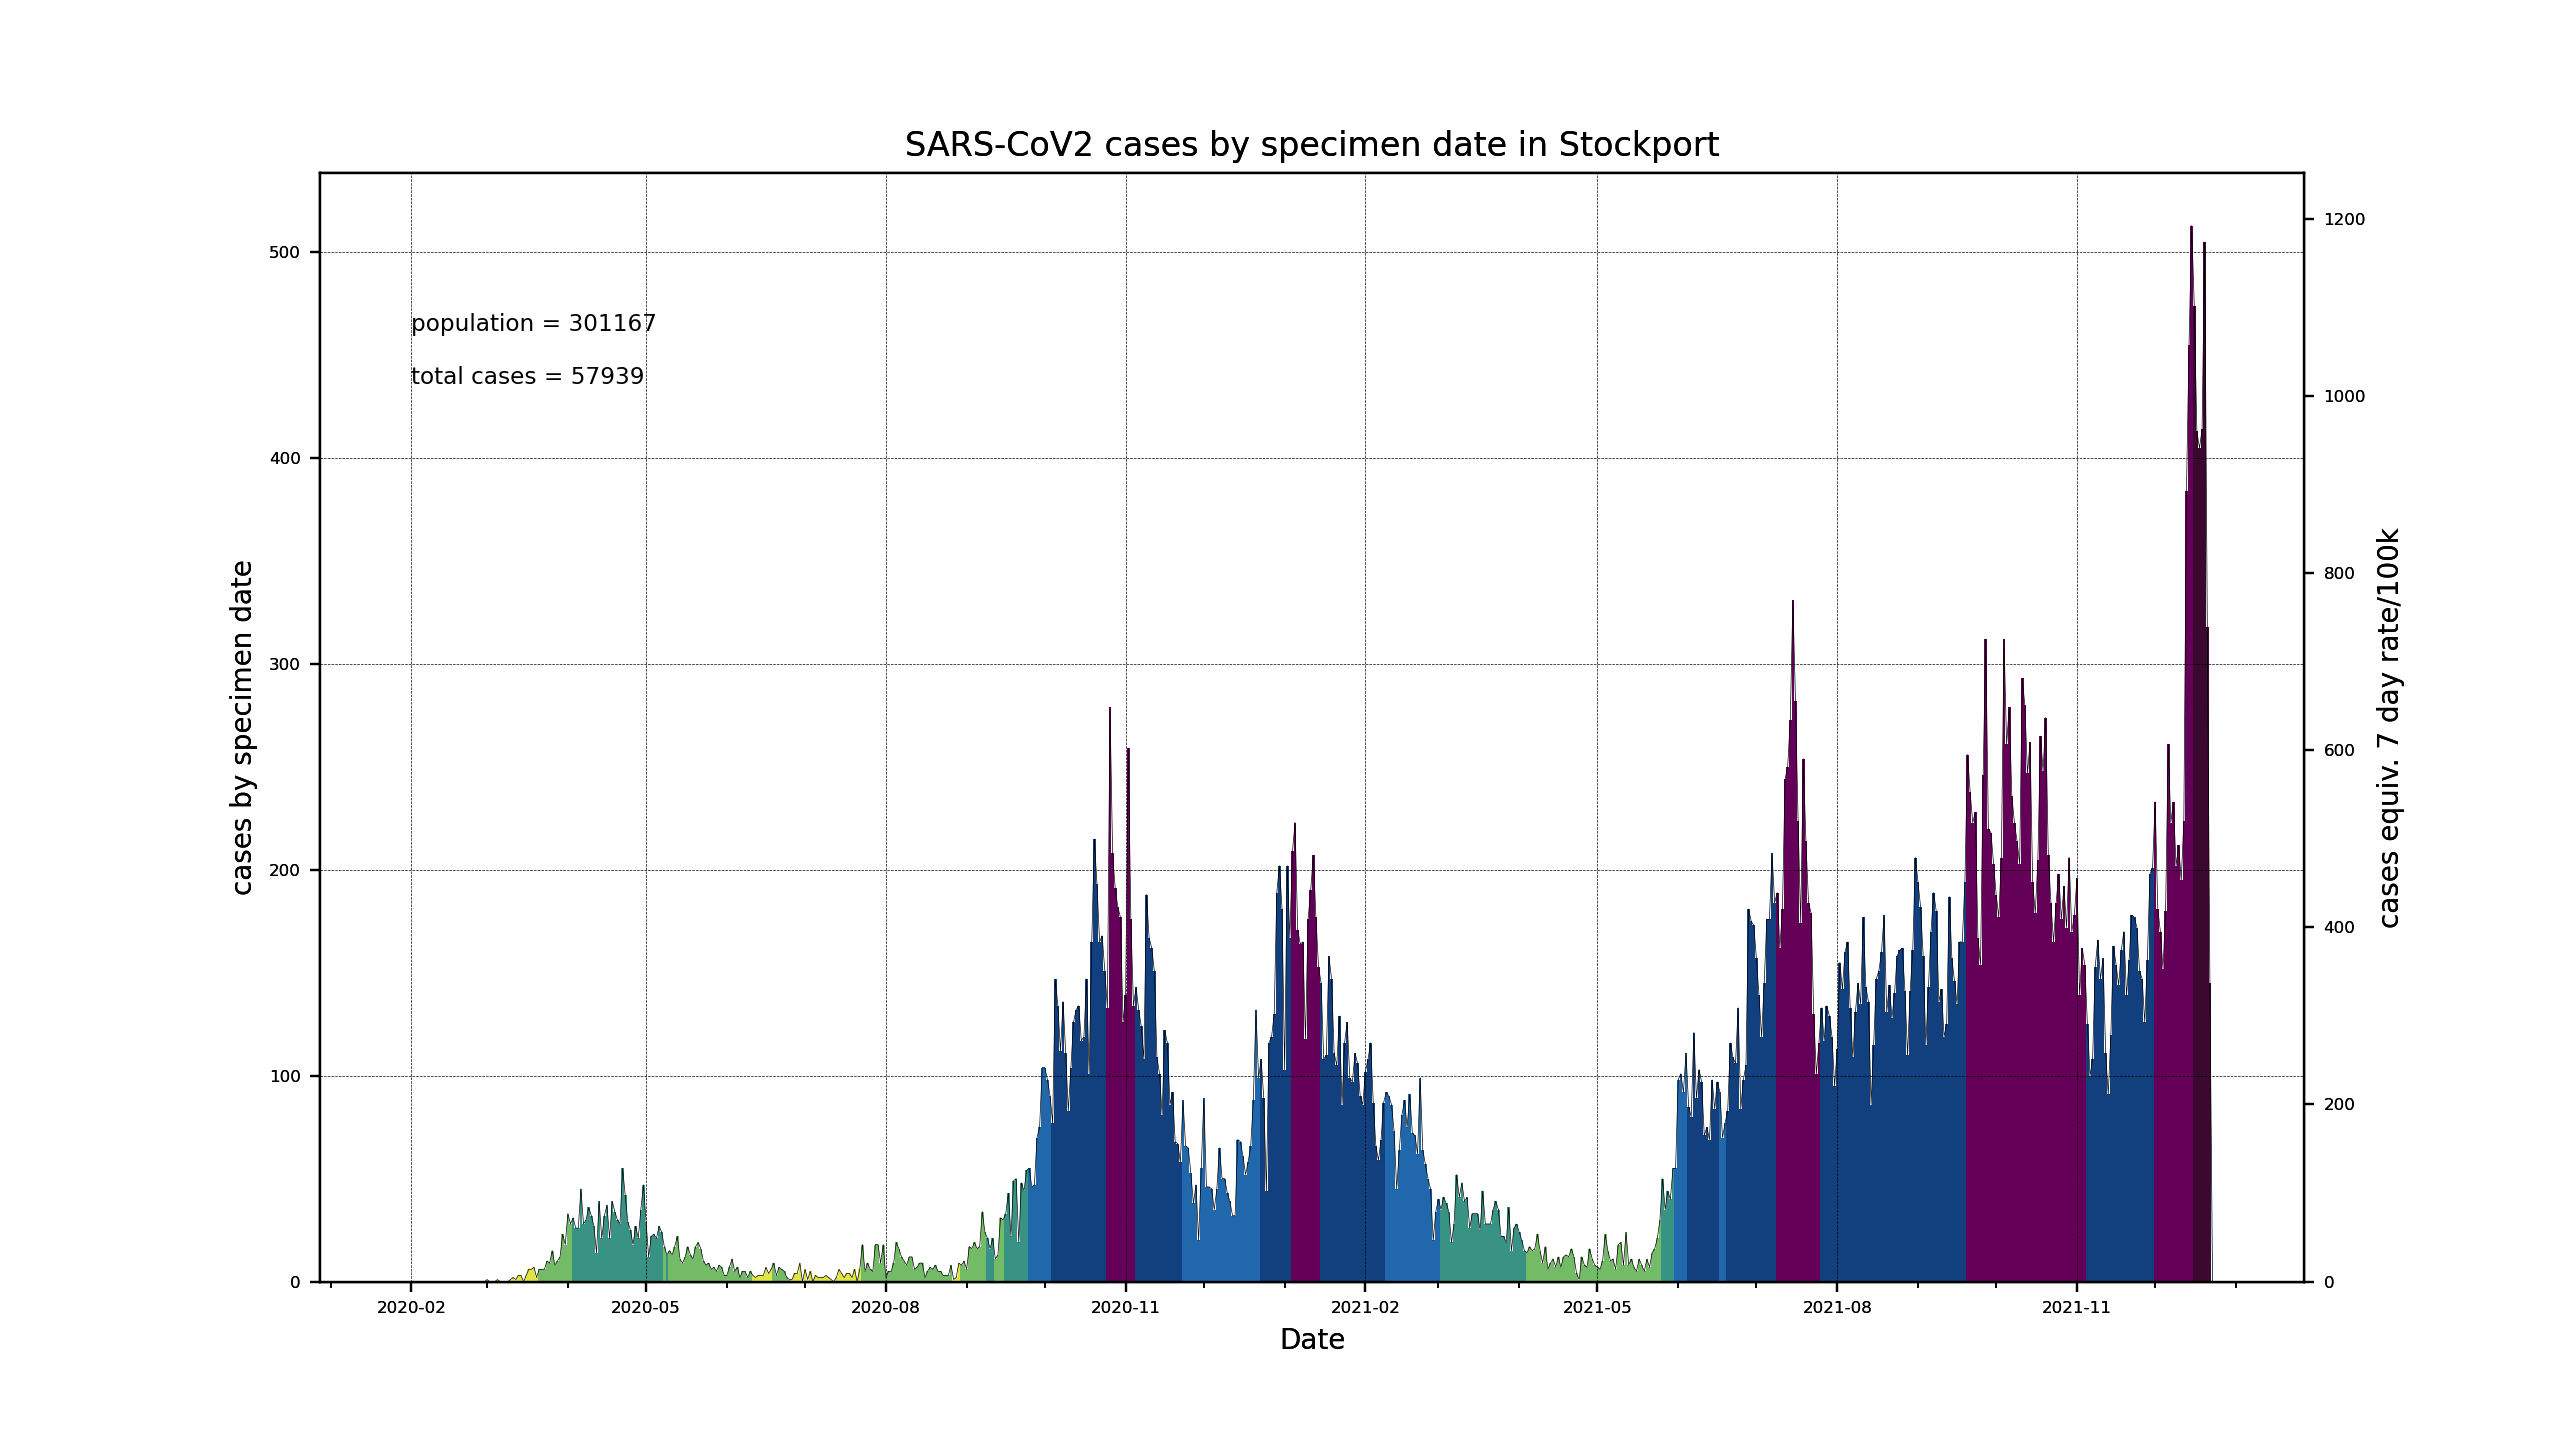 SARS-CoV2 cases by specimen date in Stockport
population = 301167
total cases = 57939
cases by specimen date
500
400
300
200
100
0
1200
1000
800
600
400
200
0
cases equiv. 7 day rate/100k
2020-02 2020-05 2020-08 2020-11 2021-02 2021-05 2021-08 2021-11
Date